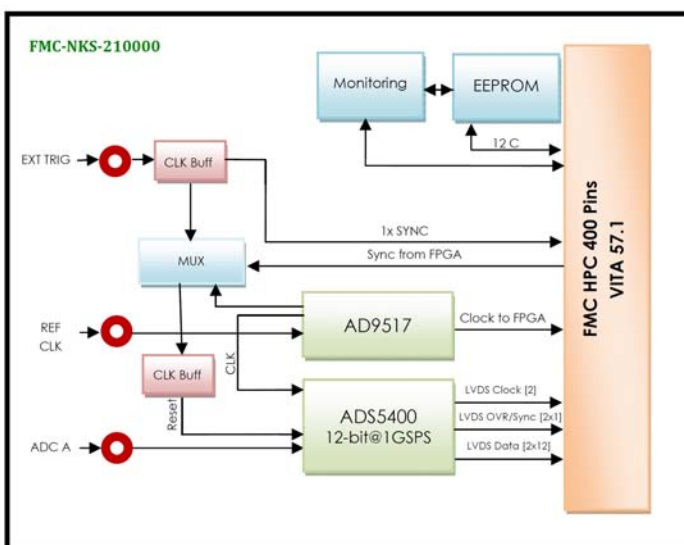 FMC-NKS-210000
Monitoring
EEPROM
12 C
EXT TRIG
CLK Buff
1x SYNC
Sync from FPGA
MUX
REF
CLK
AD9517
Clock to FPGA
CLK
CLK Buff
Reset
ADS5400
12-bit@1GSPS
LVDS Clock [2]
LVDS OVR/Sync [2x1]
LVDS Data [2x12]
ADC A
FMC HPC 400 Pins
VITA 57.1